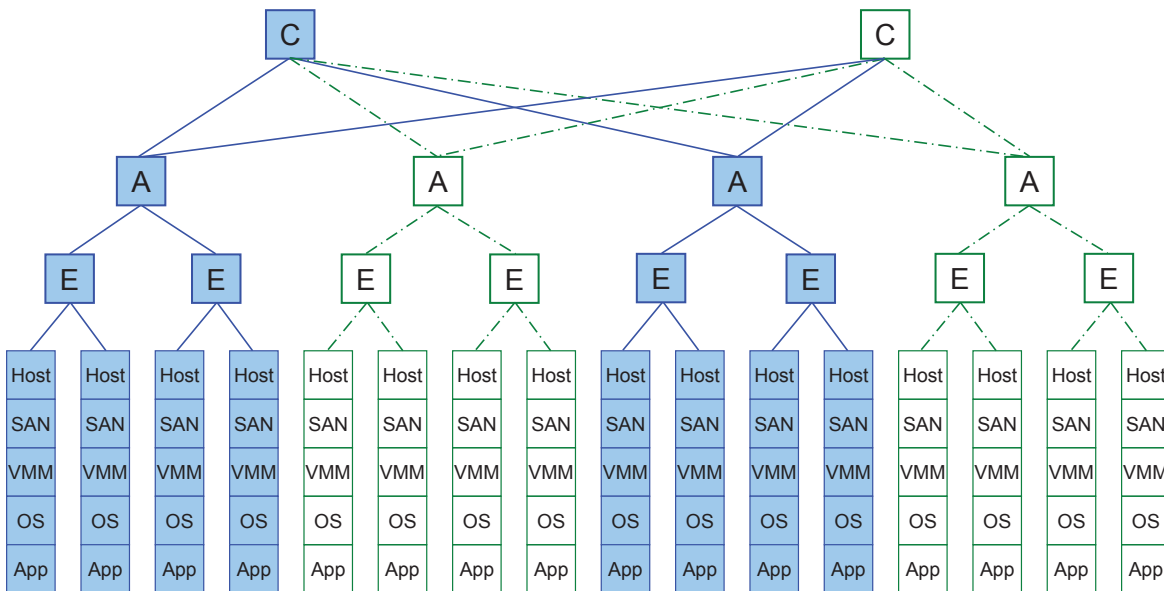 C C
A A A A
E E E E E E E E
Host Host Host Host Host Host Host Host Host Host Host Host Host Host Host Host
SAN SAN SAN SAN SAN SAN SAN SAN SAN SAN SAN SAN SAN SAN SAN SAN
VMM VMM VMM VMM VMM VMM VMM VMM VMM VMM VMM VMM VMM VMM VMM VMM
OS OS OS OS OS OS OS OS OS OS OS OS OS OS OS OS
App App App App App App App App App App App App App App App App